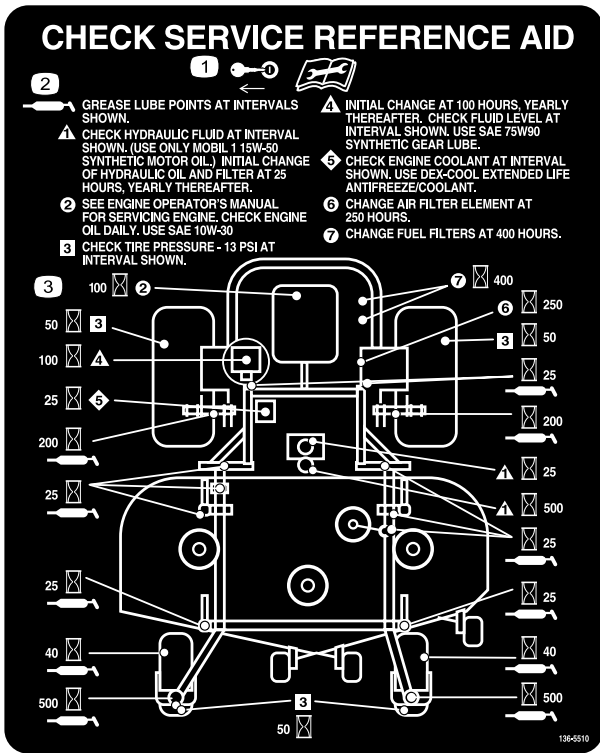 CHECK SERVICE REFERENCE AID
1
2
GREASE LUBE POINTS AT INTERVALS
SHOWN.
1 CHECK HYDRAULIC FLUID AT INTERVAL
SHOWN. (USE ONLY MOBIL 1 15W-50
SYNTHETIC MOTOR OIL.) INITIAL CHANGE
OF HYDRAULIC OIL AND FILTER AT 25
HOURS, YEARLY THEREAFTER.
2 SEE ENGINE OPERATOR'S MANUAL
FOR SERVICING ENGINE. CHECK ENGINE
OIL DAILY. USE SAE 10W-30
3 CHECK TIRE PRESSURE - 13 PSI AT
INTERVAL SHOWN.
4 INITIAL CHANGE AT 100 HOURS, YEARLY
THEREAFTER. CHECK FLUID LEVEL AT
INTERVAL SHOWN. USE SAE 75W90
SYNTHETIC GEAR LUBE.
5 CHECK ENGINE COOLANT AT INTERVAL
SHOWN. USE DEX-COOL EXTENDED LIFE
ANTIFREEZE/COOLANT.
6 CHANGE AIR FILTER ELEMENT AT
250 HOURS.
7 CHANGE FUEL FILTERS AT 400 HOURS.
3
100 2
50 3
100 4
25 5
200
25
25
40
500
7 400
6 250
3 50
25
200
1 25
1 500
25
25
40
500
3
50
136-5510